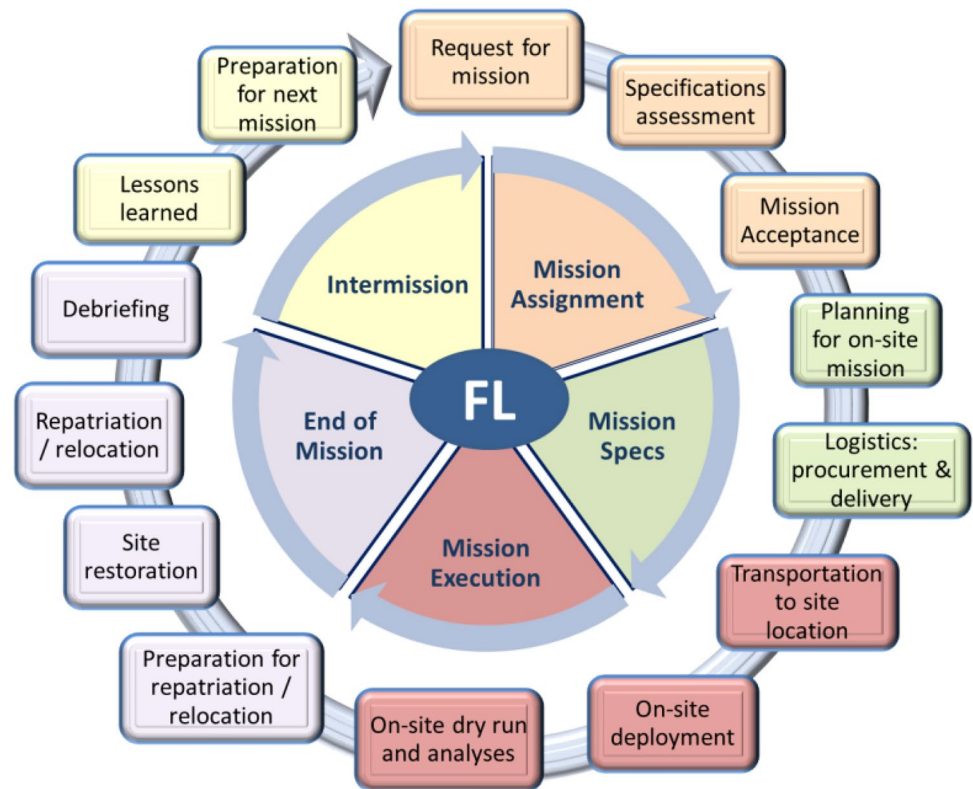 Request for
mission
Specifications
assessment
Mission
Acceptance
Planning
for on-site
mission
Logistics:
procurement &
delivery
Transportation
to site
location
On-site
deployment
On-site dry run
and analyses
Preparation for
repatriation /
relocation
Site
restoration
Repatriation
/ relocation
Debriefing
Lessons
learned
Preparation
for next
mission
Intermission
Mission
Assignment
Mission
Specs
Mission
Execution
End of
Mission
FL